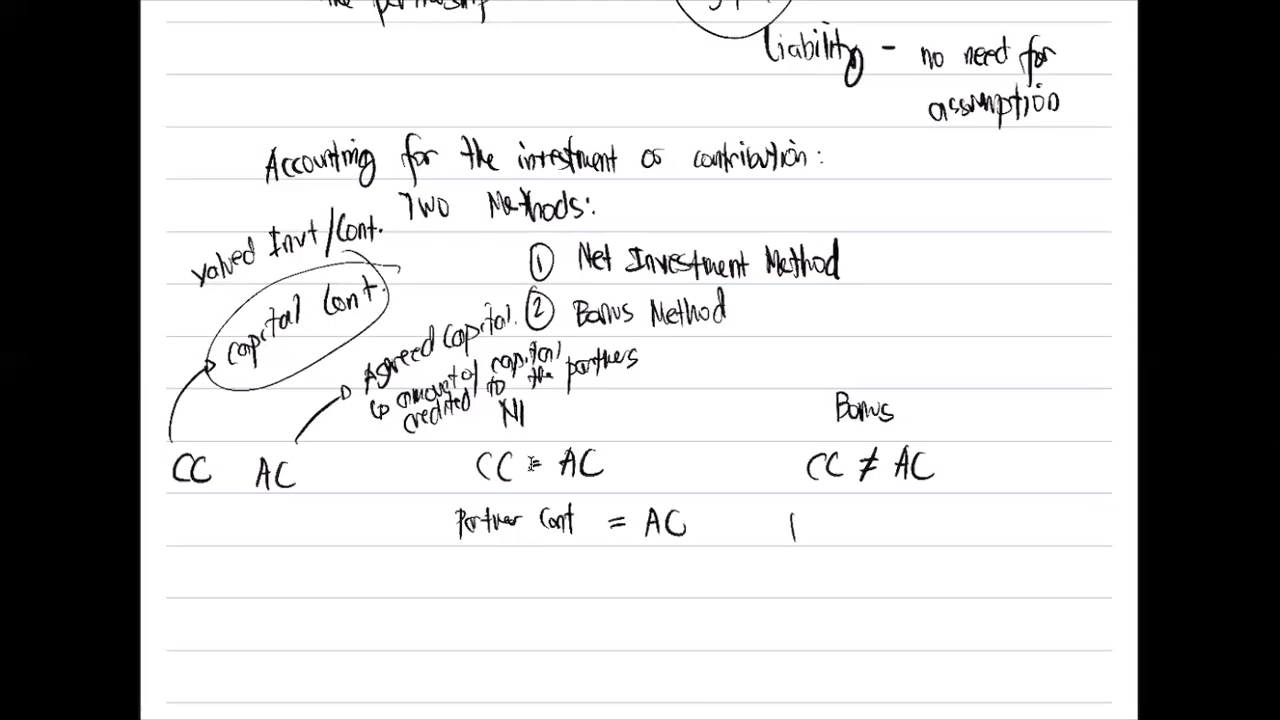 the partnership
Liability - no need for
assumption
Accounting for the investment or contribution:
Two Methods:
valued Invt/Cont.
① Net Investment Method
capital Cont.
② Bonus Method
Agreed Capital
↳ amount of capital
credited to the partners
NI
Bonus
CC AC
CC = AC
CC ≠ AC
Partner Cont = AC